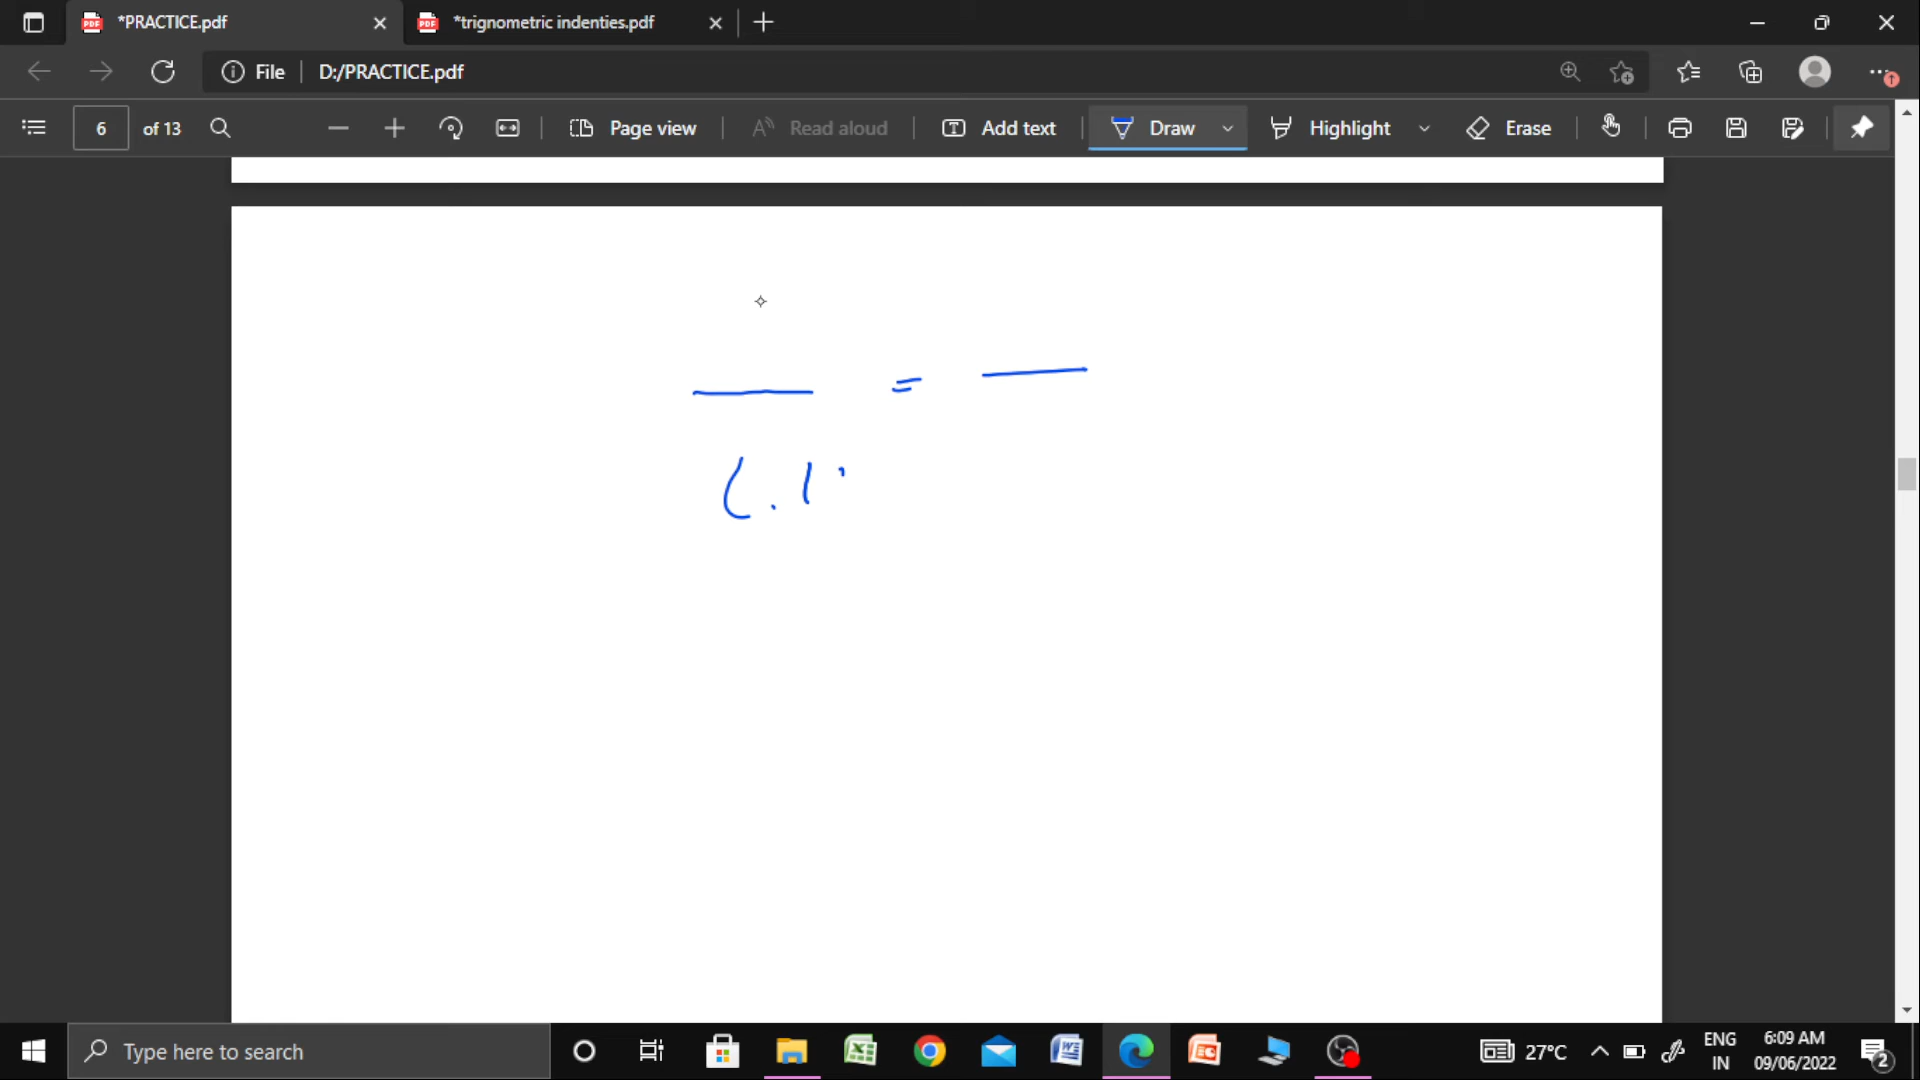 *PRACTICE.pdf
*trignometric indenties.pdf
File
D:/PRACTICE.pdf
6 of 13
Page view
Read aloud
Add text
Draw
Highlight
Erase
=
Type here to search
27°C
ENG
IN
6:09 AM
09/06/2022
2